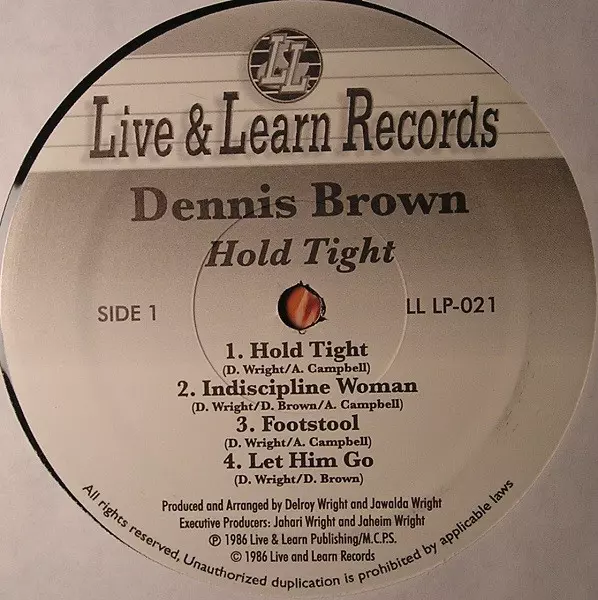 LL
Live & Learn Records
Dennis Brown
Hold Tight
SIDE 1
LL LP-021
1. Hold Tight
(D. Wright/A. Campbell)
2. Indiscipline Woman
(D. Wright/D. Brown/A. Campbell)
3. Footstool
(D. Wright/A. Campbell)
4. Let Him Go
(D. Wright/D. Brown)
Produced and Arranged by Delroy Wright and Jawalda Wright
Executive Producers: Jahari Wright and Jaheim Wright
℗ 1986 Live & Learn Publishing/M.C.P.S.
© 1986 Live and Learn Records
All rights reserved, Unauthorized duplication is prohibited by applicable laws